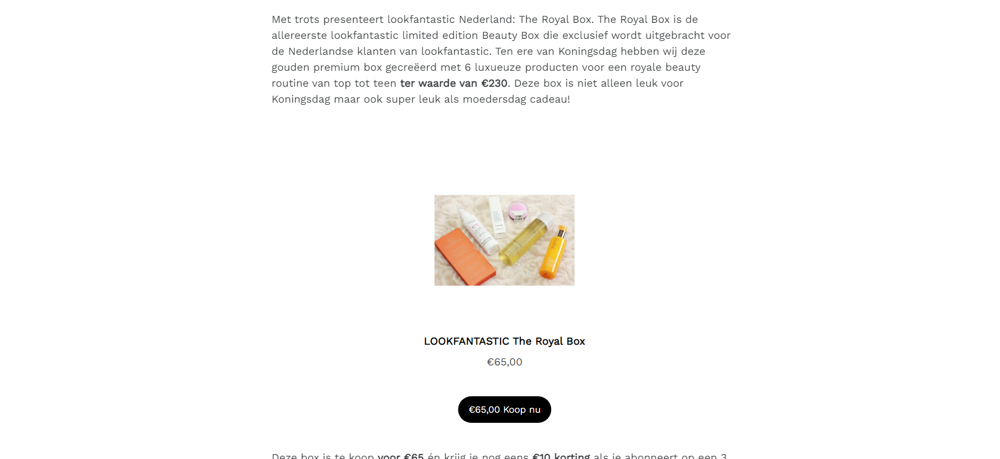 Met trots presenteert lookfantastic Nederland: The Royal Box. The Royal Box is de
allereerste lookfantastic limited edition Beauty Box die exclusief wordt uitgebracht voor
de Nederlandse klanten van lookfantastic. Ten ere van Koningsdag hebben wij deze
gouden premium box gecreëerd met 6 luxueuze producten voor een royale beauty
routine van top tot teen ter waarde van €230. Deze box is niet alleen leuk voor
Koningsdag maar ook super leuk als moedersdag cadeau!
LOOKFANTASTIC The Royal Box
€65,00
€65,00 Koop nu
Deze box is te koop voor €65 én krijg je nog eens €10 korting als je abonneert op een 3